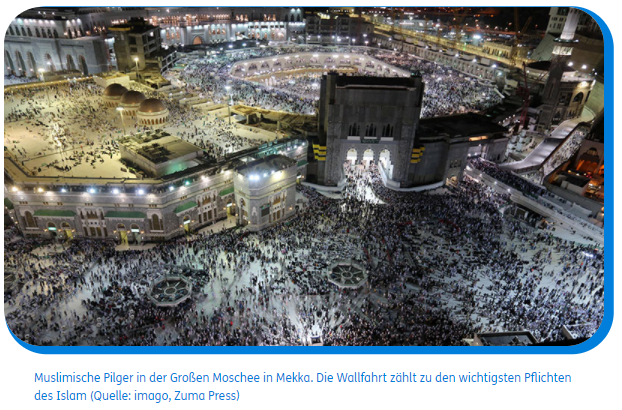 Muslimische Pilger in der Großen Moschee in Mekka. Die Wallfahrt zählt zu den wichtigsten Pflichten
des Islam (Quelle: imago, Zuma Press)